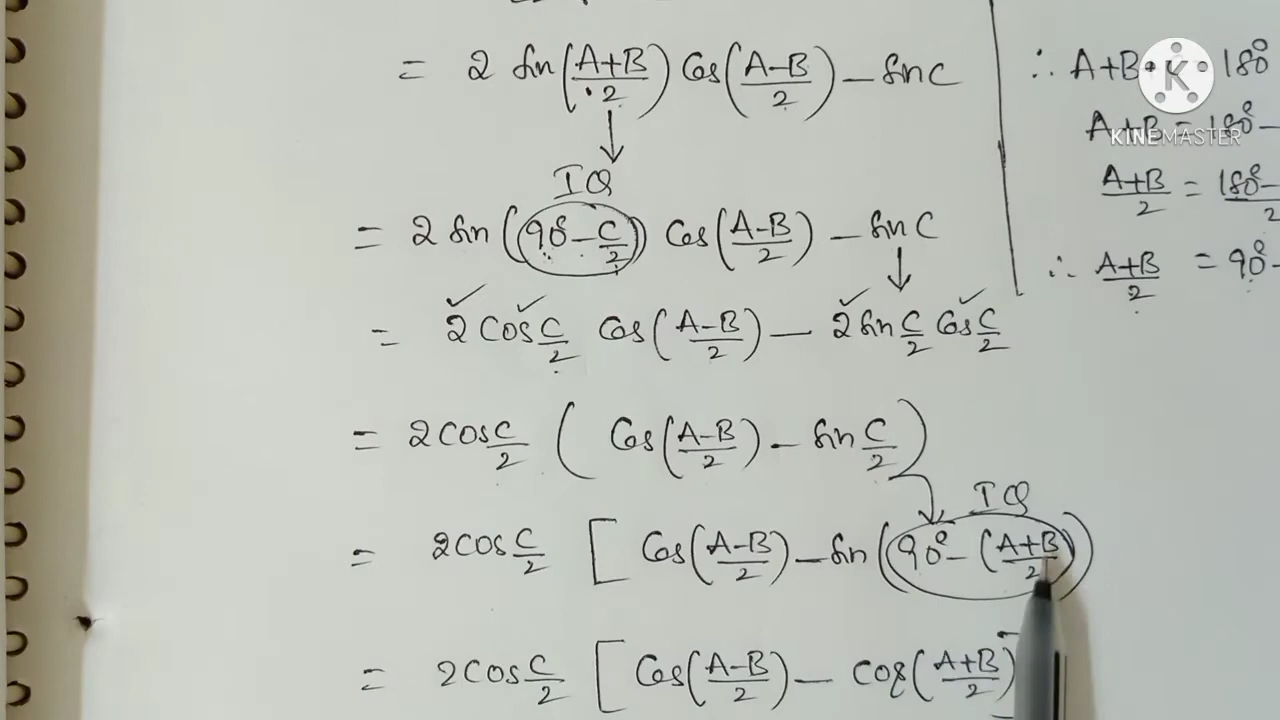 = 2 Sin(A+B/2) Cos(A-B/2) - Sin C
IQ
= 2 Sin(90°-C/2) Cos(A-B/2) - Sin C
= 2 Cos C/2 Cos(A-B/2) - 2 Sin C/2 Cos C/2
= 2 Cos C/2 ( Cos(A-B/2) - Sin C/2 )
IQ
= 2 Cos C/2 [ Cos(A-B/2) - Sin(90°-(A+B/2))
= 2 Cos C/2 [ Cos(A-B/2) - Cos(A+B/2)
∴ A+B 180°
A+B = 180° -
A+B/2 = 180°-/2
∴ A+B/2 = 90° -
K
KINEMASTER